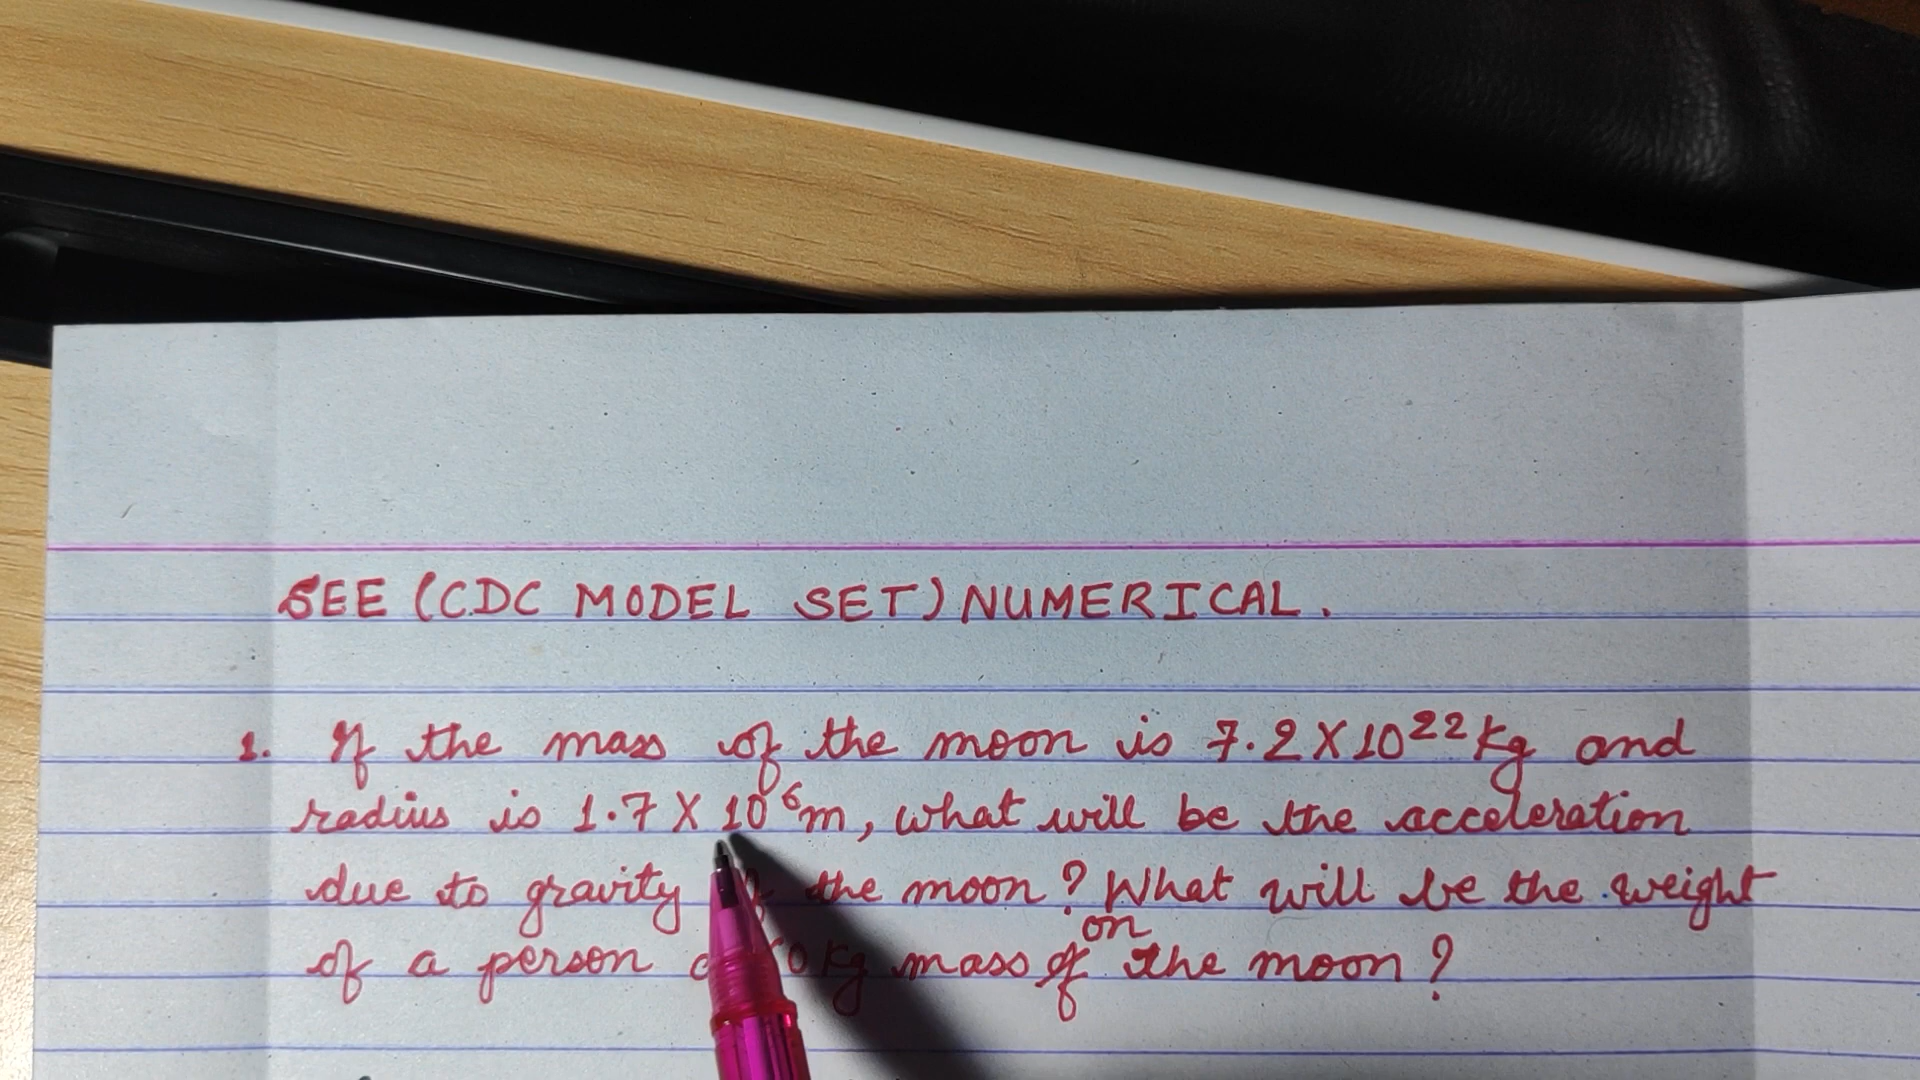 SEE (CDC MODEL SET) NUMERICAL.
1. If the mass of the moon is 7.2 X 10²² Kg and
radius is 1.7 X 10⁶m, what will be the acceleration
due to gravity the moon? What will be the weight
on
of a person Kg mass of the moon?